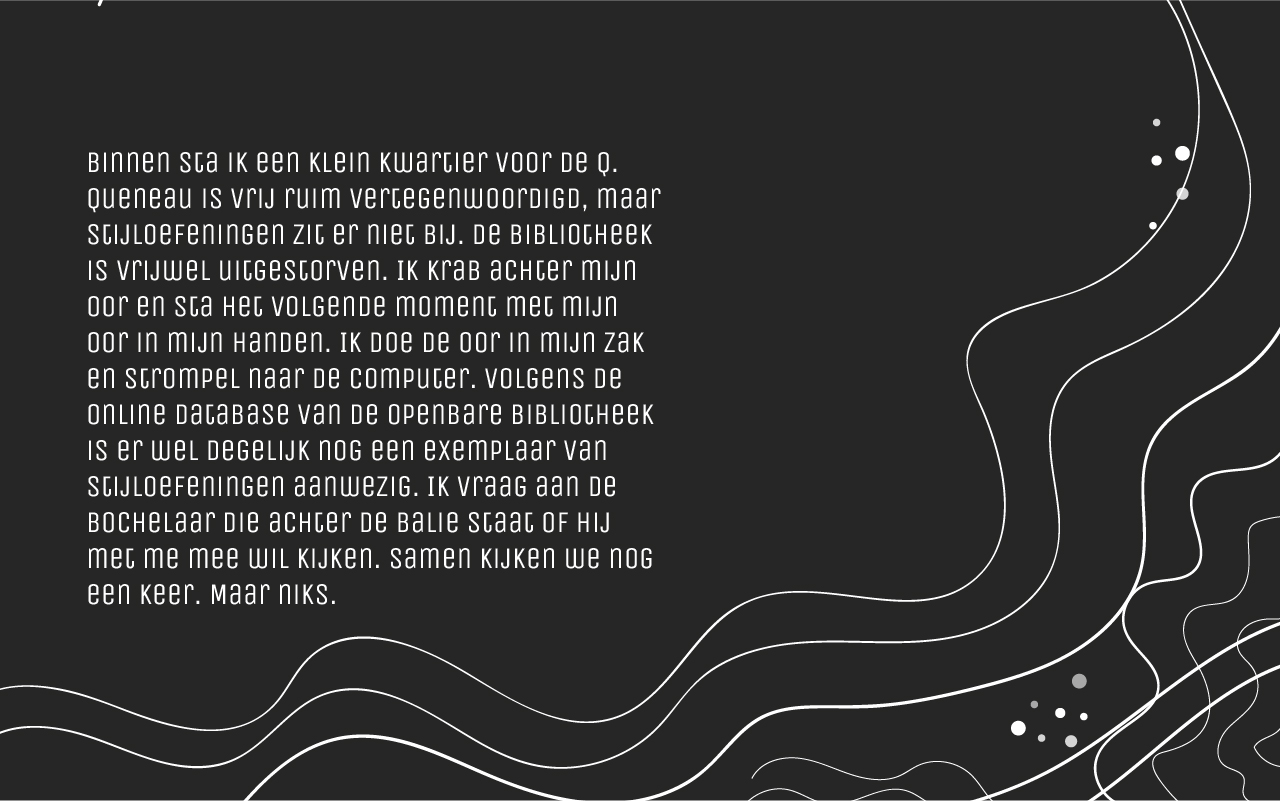 Binnen sta ik een klein kwartier voor de Q.
Queneau is vrij ruim vertegenwoordigd, maar
Stijloefeningen zit er niet bij. De bibliotheek
is vrijwel uitgestorven. Ik krab achter mijn
oor en sta het volgende moment met mijn
oor in mijn handen. Ik doe de oor in mijn zak
en strompel naar de computer. Volgens de
online database van de openbare bibliotheek
is er wel degelijk nog een exemplaar van
Stijloefeningen aanwezig. Ik vraag aan de
bochelaar die achter de balie staat of hij
met me mee wil kijken. Samen kijken we nog
een keer. Maar niks.